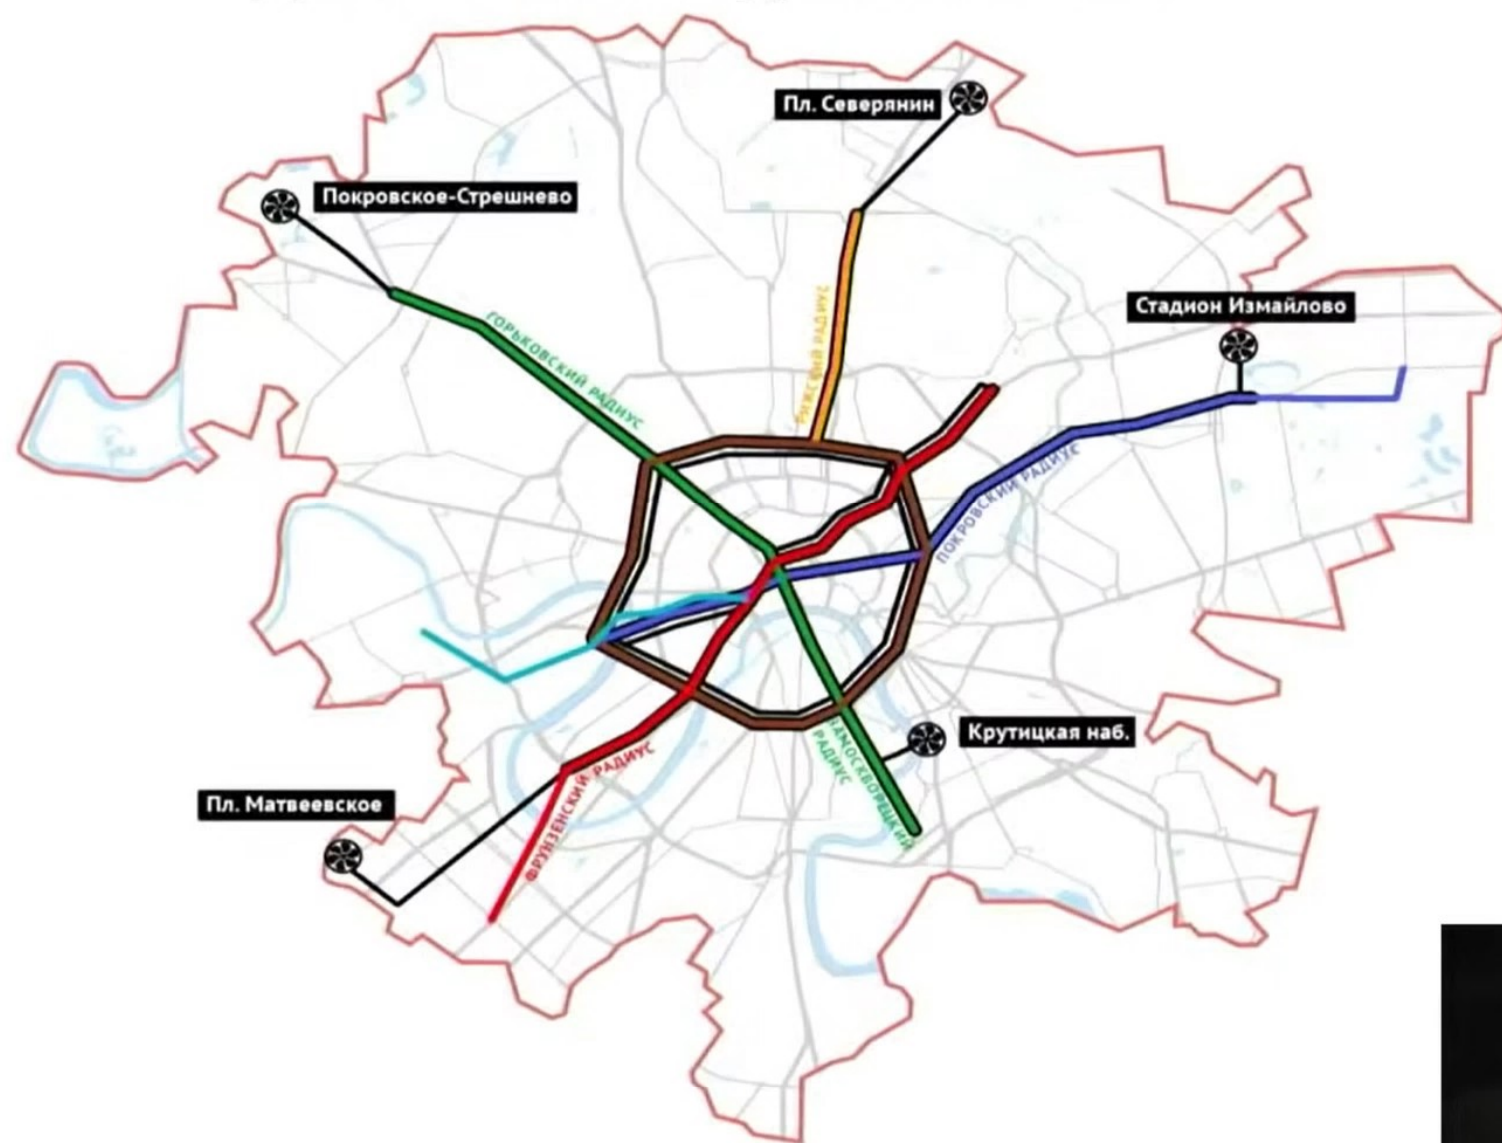 Пл. Северянин
Покровское-Стрешнево
Стадион Измайлово
ГОРЬКОВСКИЙ РАДИУС
РИЖСКИЙ РАДИУС
ПОКРОВСКИЙ РАДИУС
Крутицкая наб.
ЗАМОСКВОРЕЦКИЙ
РАДИУС
Пл. Матвеевское
ФРУНЗЕНСКИЙ РАДИУС